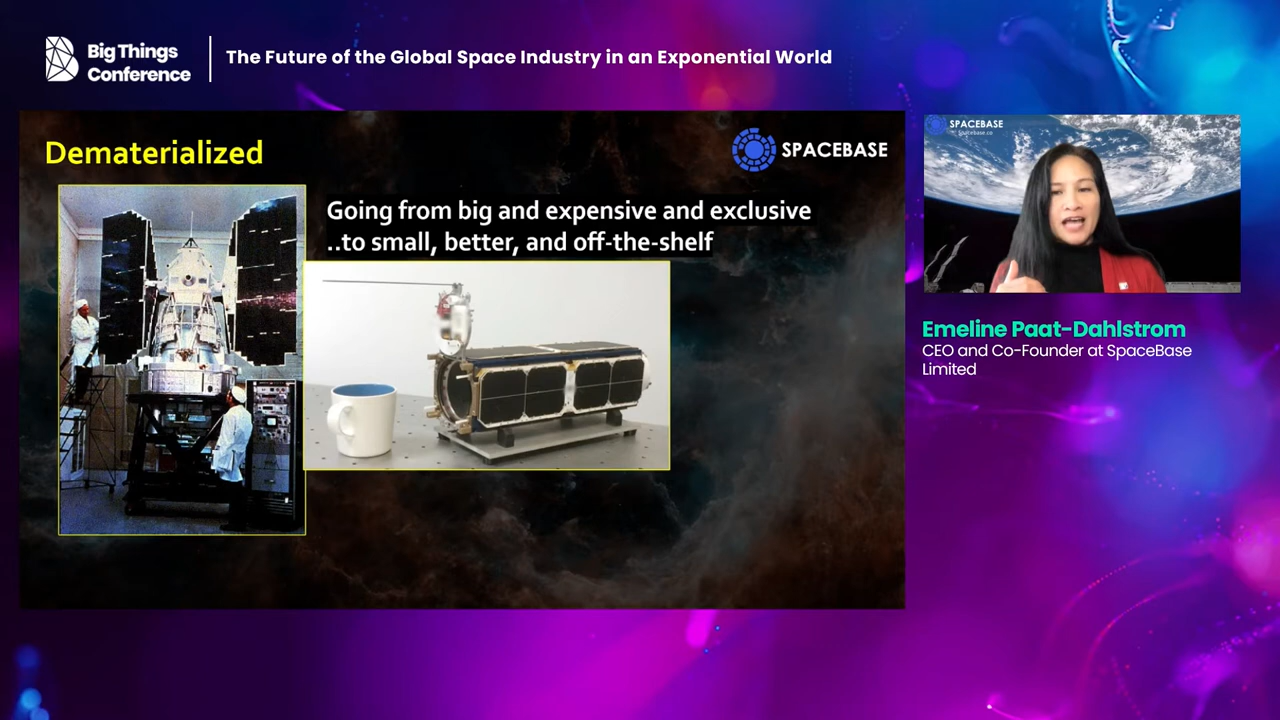 Big Things
Conference
The Future of the Global Space Industry in an Exponential World
Dematerialized
SPACEBASE
Going from big and expensive and exclusive
..to small, better, and off-the-shelf
SPACEBASE
Spacebase.co
Emeline Paat-Dahlstrom
CEO and Co-Founder at SpaceBase
Limited